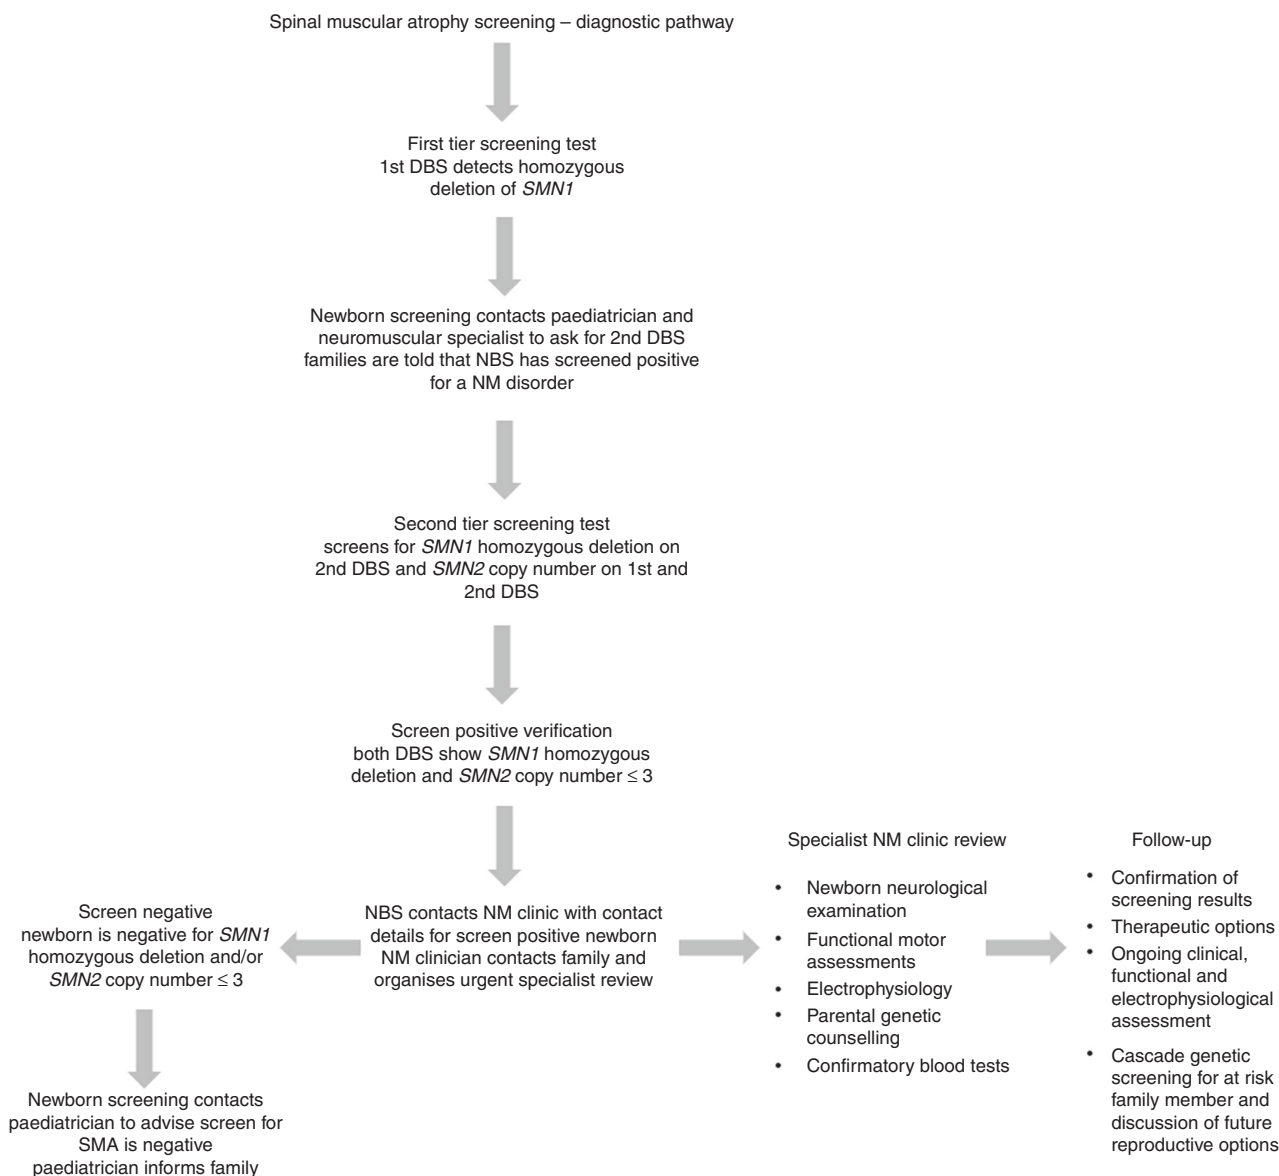 Spinal muscular atrophy screening – diagnostic pathway
First tier screening test
1st DBS detects homozygous
deletion of SMN1
Newborn screening contacts paediatrician and
neuromuscular specialist to ask for 2nd DBS
families are told that NBS has screened positive
for a NM disorder
Second tier screening test
screens for SMN1 homozygous deletion on
2nd DBS and SMN2 copy number on 1st and
2nd DBS
Screen positive verification
both DBS show SMN1 homozygous
deletion and SMN2 copy number ≤ 3
NBS contacts NM clinic with contact
details for screen positive newborn
NM clinician contacts family and
organises urgent specialist review
Screen negative
newborn is negative for SMN1
homozygous deletion and/or
SMN2 copy number ≤ 3
Newborn screening contacts
paediatrician to advise screen for
SMA is negative
paediatrician informs family
Specialist NM clinic review
• Newborn neurological
examination
• Functional motor
assessments
• Electrophysiology
• Parental genetic
counselling
• Confirmatory blood tests
Follow-up
• Confirmation of
screening results
• Therapeutic options
• Ongoing clinical,
functional and
electrophysiological
assessment
• Cascade genetic
screening for at risk
family member and
discussion of future
reproductive options